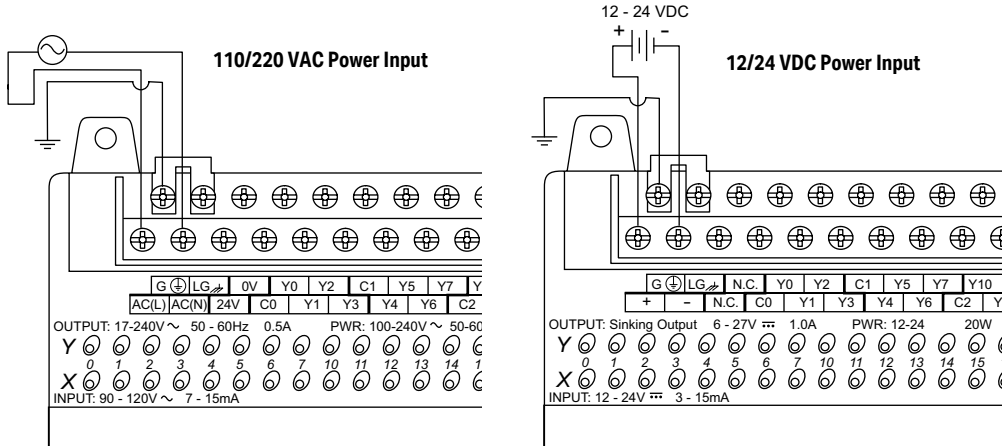 110/220 VAC Power Input
G LG 0V Y0 Y2 C1 Y5 Y7 Y
AC(L) AC(N) 24V C0 Y1 Y3 Y4 Y6 C2
OUTPUT: 17-240V ∼ 50 - 60Hz 0.5A PWR: 100-240V ∼ 50-60
Y
0 1 2 3 4 5 6 7 10 11 12 13 14 1
X
INPUT: 90 - 120V ∼ 7 - 15mA
12 - 24 VDC
+ -
12/24 VDC Power Input
G LG N.C. Y0 Y2 C1 Y5 Y7 Y10
+ - N.C. C0 Y1 Y3 Y4 Y6 C2 Y
OUTPUT: Sinking Output 6 - 27V ⎓ 1.0A PWR: 12-24 20W
Y
0 1 2 3 4 5 6 7 10 11 12 13 14 15
X
INPUT: 12 - 24V ⎓ 3 - 15mA